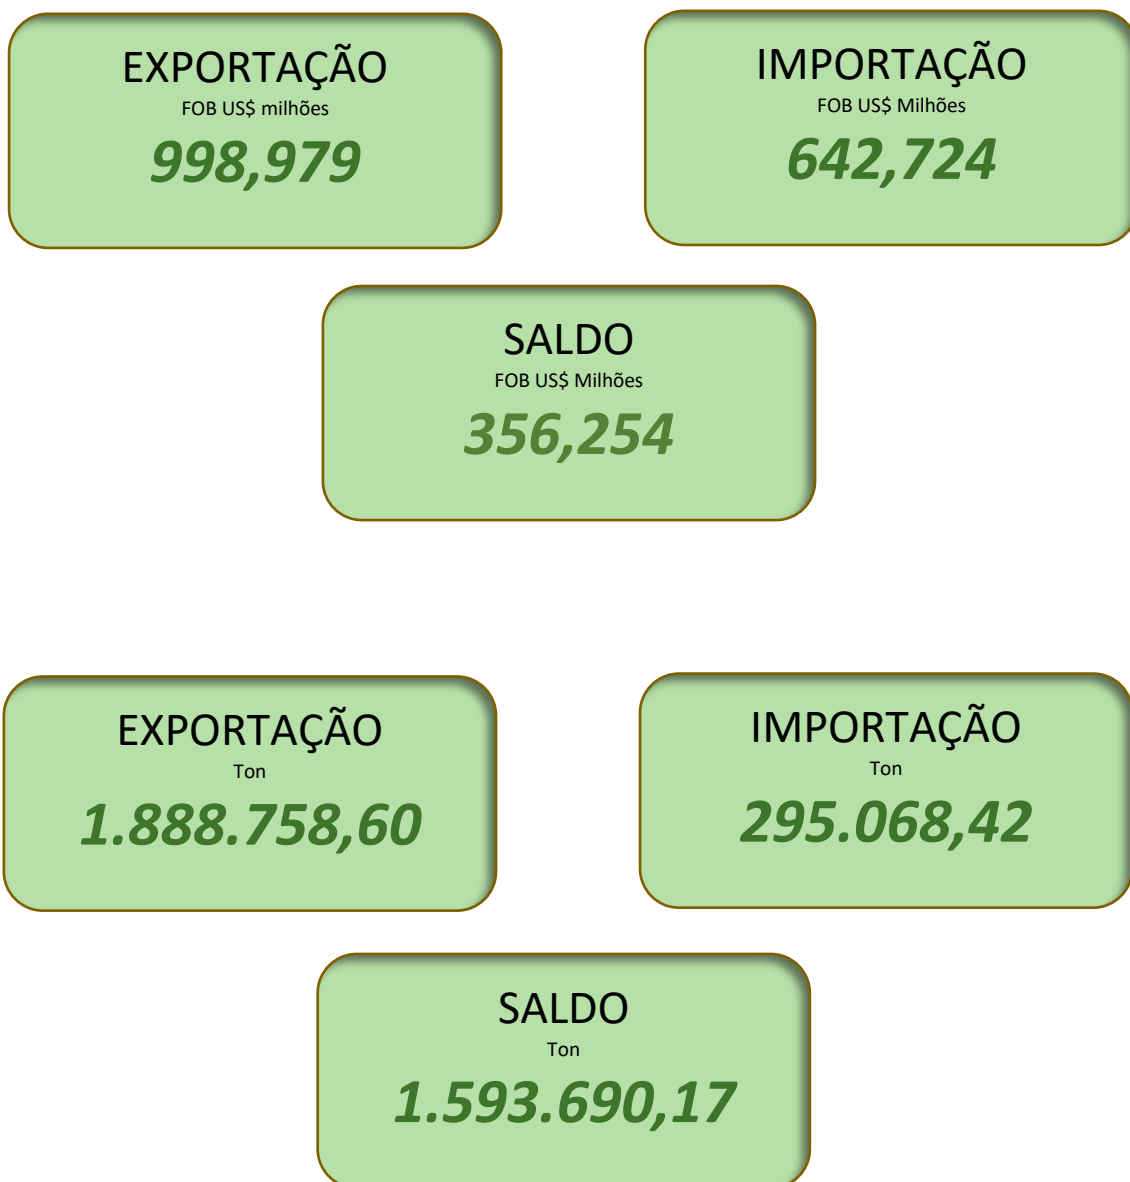 EXPORTAÇÃO
FOB US$ milhões
998,979
IMPORTAÇÃO
FOB US$ Milhões
642,724
SALDO
FOB US$ Milhões
356,254
EXPORTAÇÃO
Ton
1.888.758,60
IMPORTAÇÃO
Ton
295.068,42
SALDO
Ton
1.593.690,17